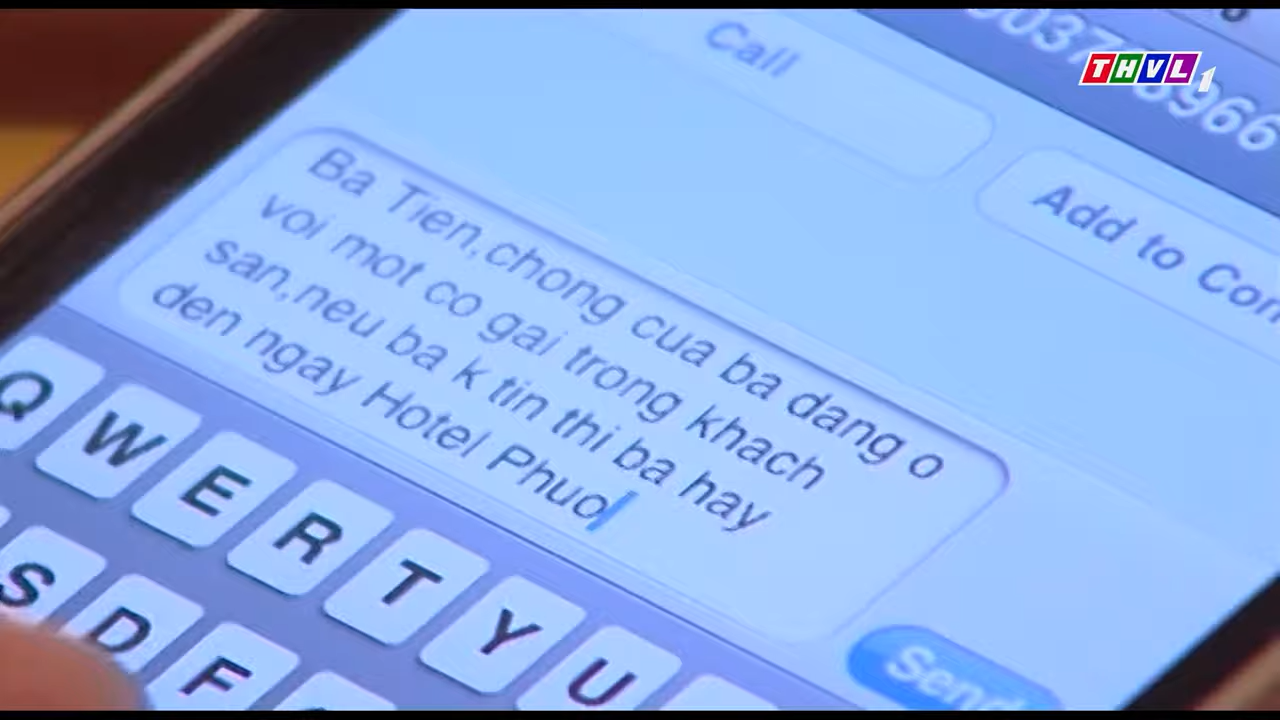 THVL1
Call
Add to Con
Ba Tien,chong cua ba dang o
voi mot co gai trong khach
san,neu ba k tin thi ba hay
den ngay Hotel Phuo
Send
Q W E R T Y U
S D F